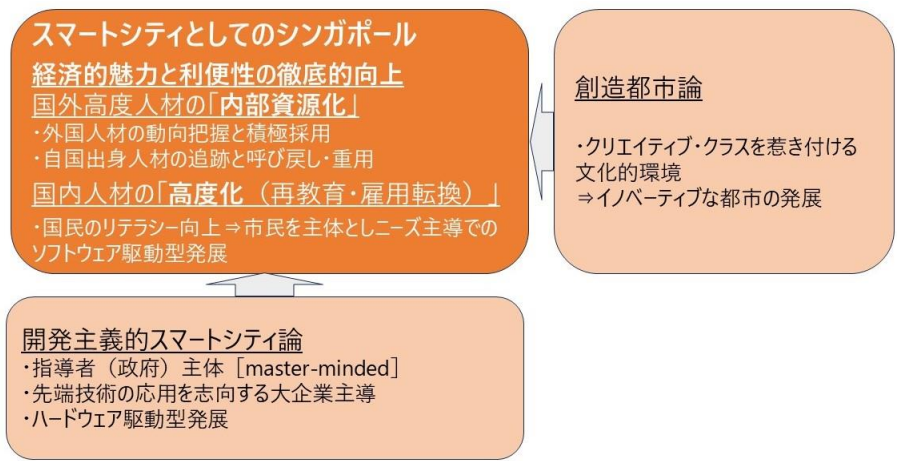 スマートシティとしてのシンガポール
経済的魅力と利便性の徹底的向上
国外高度人材の「内部資源化」
・外国人材の動向把握と積極採用
・自国出身人材の追跡と呼び戻し・重用
国内人材の「高度化（再教育・雇用転換）」
・国民のリテラシー向上⇒市民を主体としニーズ主導での
ソフトウェア駆動型発展
創造都市論
・クリエイティブ・クラスを惹き付ける
文化的環境
⇒イノベーティブな都市の発展
開発主義的スマートシティ論
・指導者（政府）主体［master-minded］
・先端技術の応用を志向する大企業主導
・ハードウェア駆動型発展